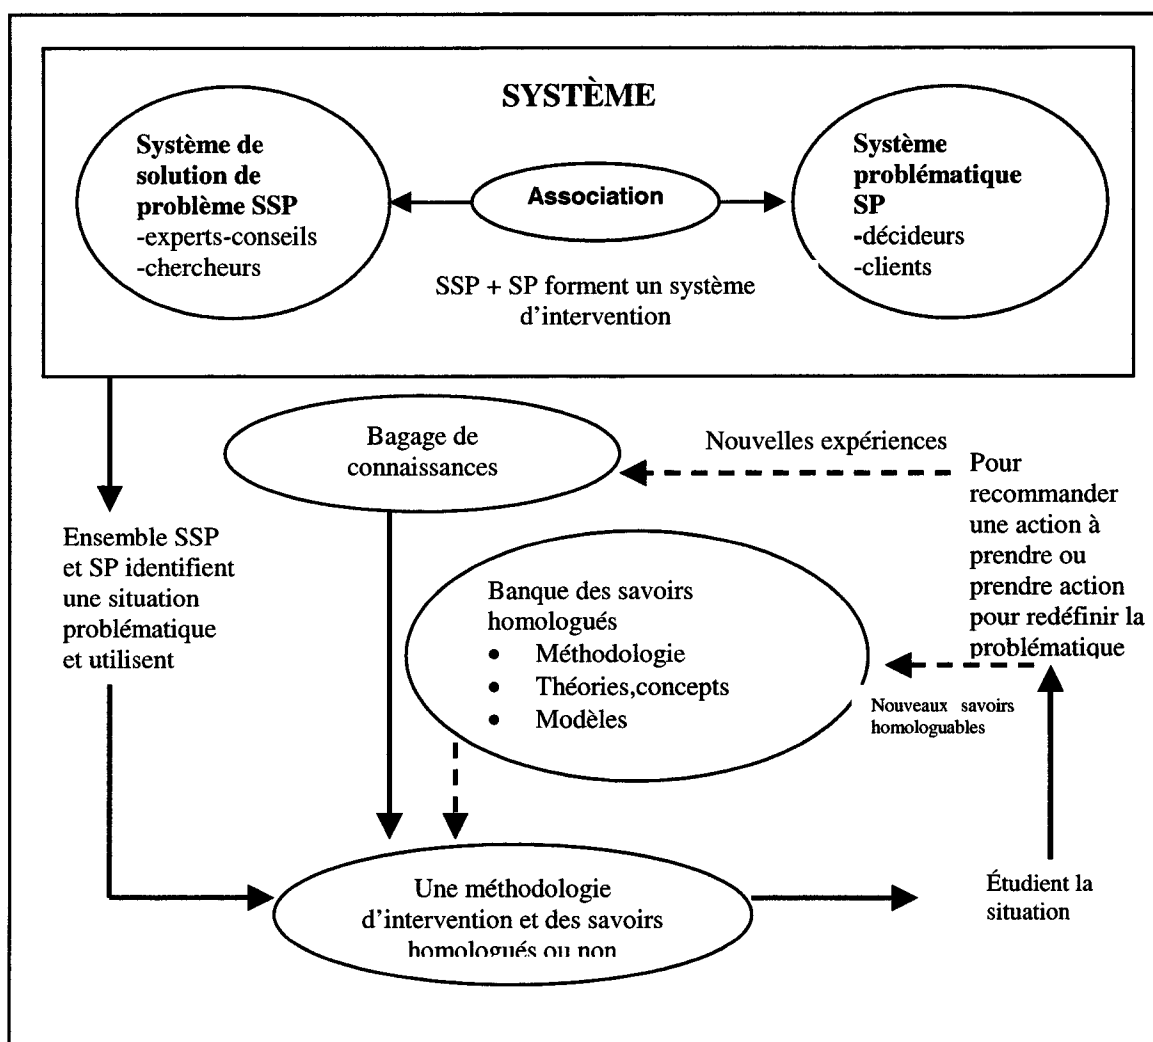 SYSTÈME
Système de
solution de
problème SSP
-experts-conseils
-chercheurs
Association
Système
problématique
SP
-décideurs
-clients
SSP + SP forment un système
d'intervention
Bagage de
connaissances
Nouvelles expériences
Pour
recommander
une action à
prendre ou
prendre action
pour redéfinir la
problématique
Ensemble SSP
et SP identifient
une situation
problématique
et utilisent
Banque des savoirs
homologués
• Méthodologie
• Théories,concepts
• Modèles
Nouveaux savoirs
homologuables
Une méthodologie
d'intervention et des savoirs
homologués ou non
Étudient la
situation